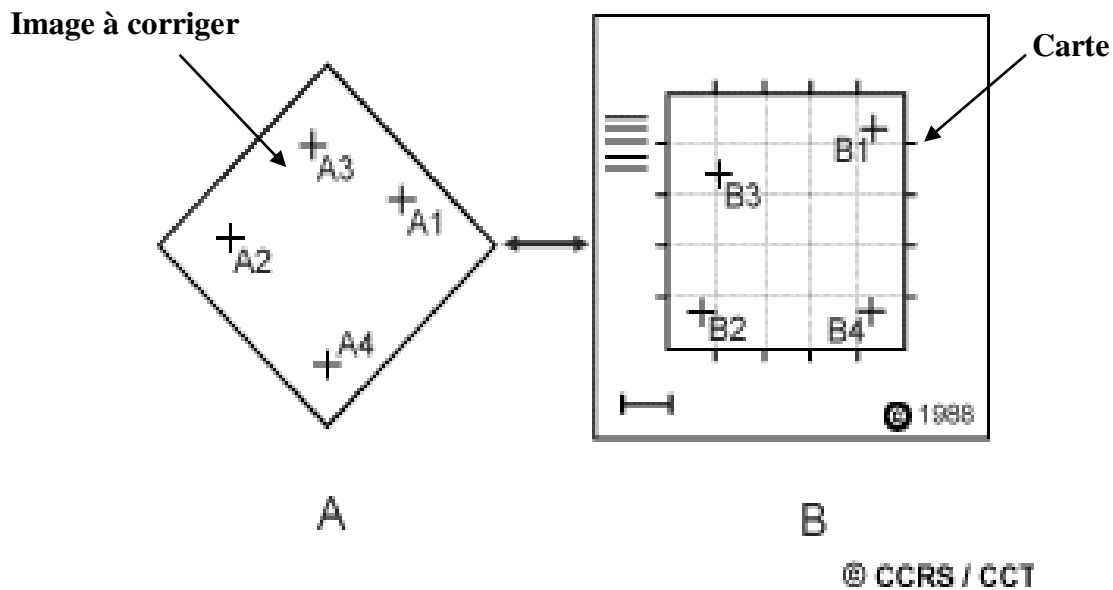 Image à corriger
Carte
A3
A1
A2
A4
B1
B3
B2
B4
© 1988
A
B
© CCRS / CCT